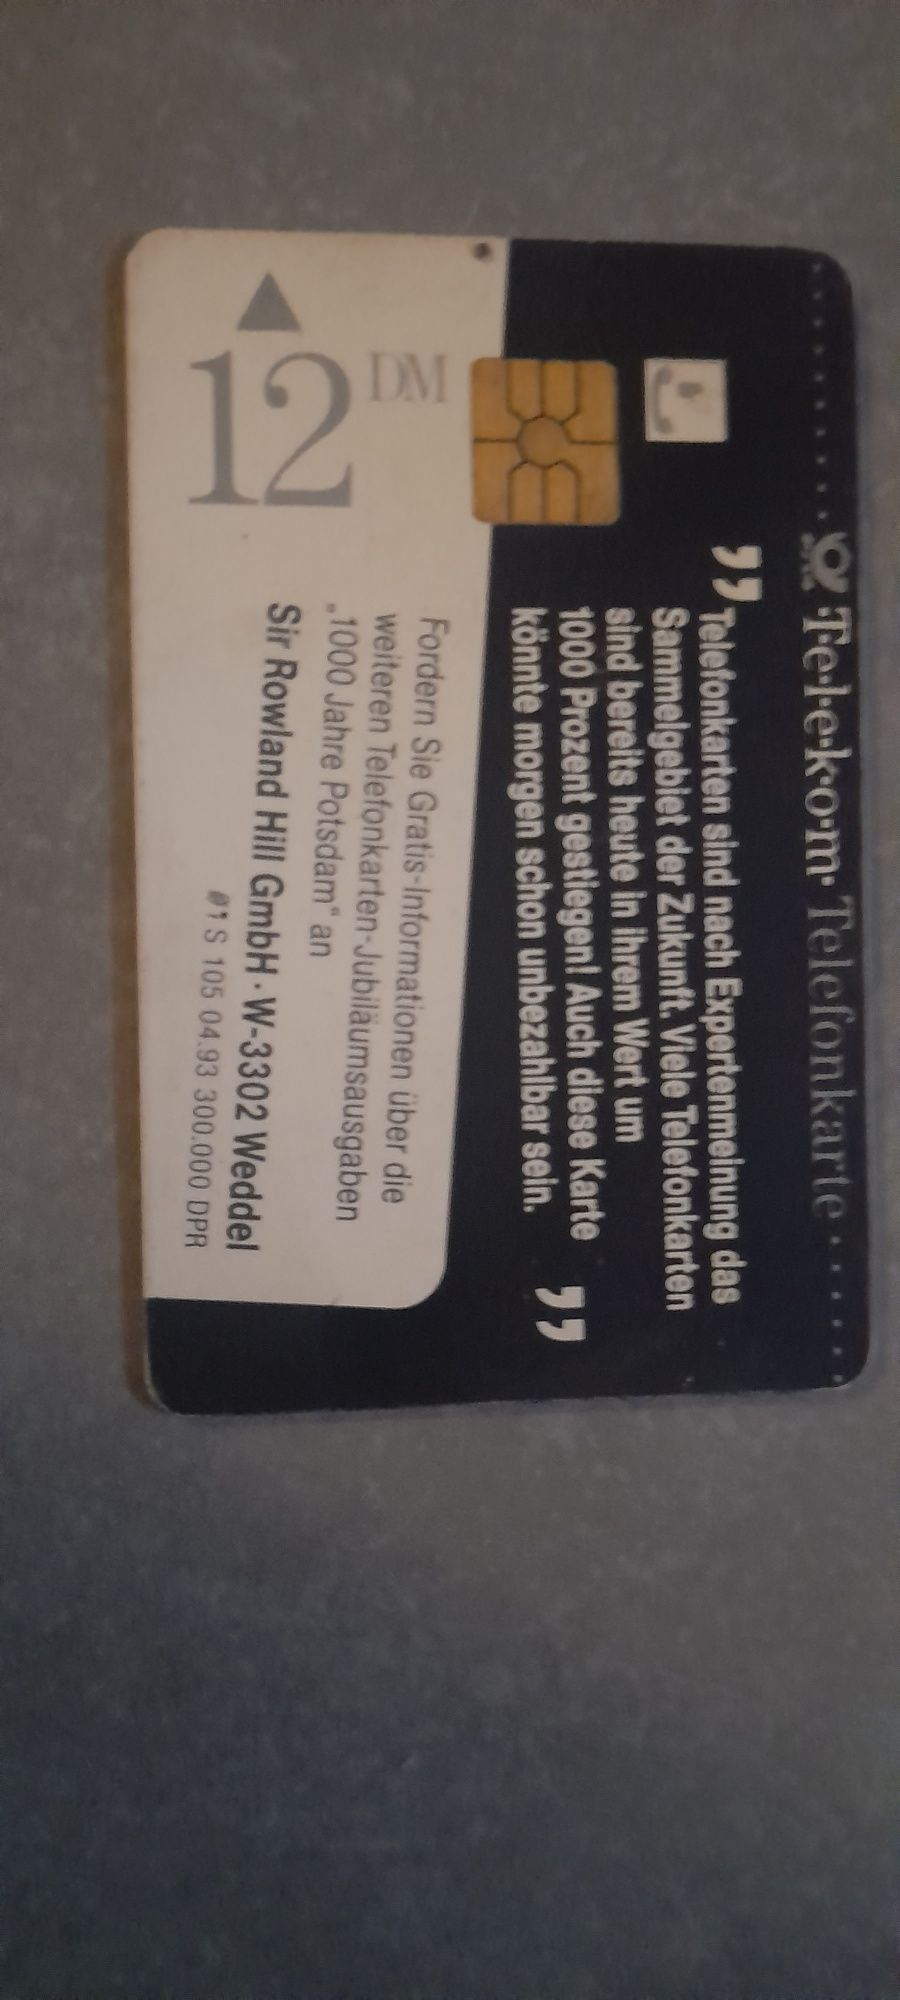 Telekom Telefonkarte
”Telefonkarten sind nach Expertenmeinung das
Sammelgebiet der Zukunft. Viele Telefonkarten
sind bereits heute in ihrem Wert um
1000 Prozent gestiegen! Auch diese Karte
könnte morgen schon unbezahlbar sein.”
12 DM
Fordern Sie Gratis-Informationen über die
weiteren Telefonkarten-Jubiläumsausgaben
„1000 Jahre Potsdam“ an
Sir Rowland Hill GmbH · W-3302 Weddel
S 105 04.93 300.000 DPR